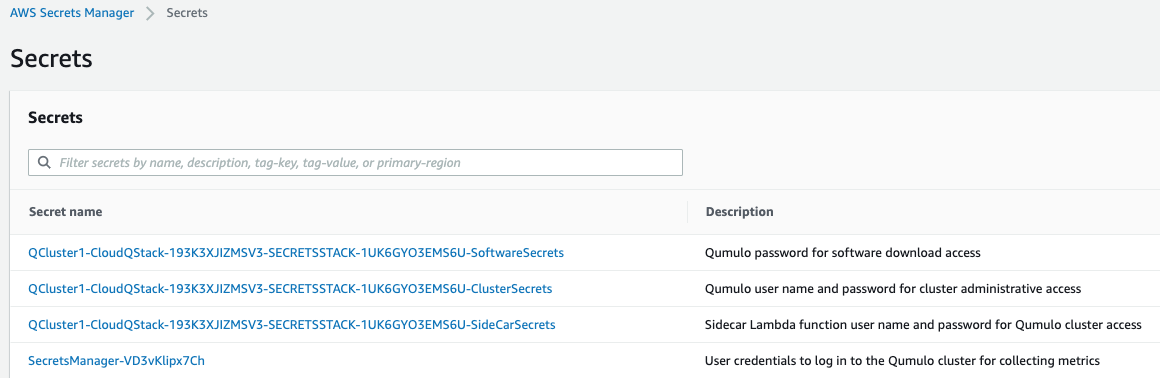 AWS Secrets Manager > Secrets
Secrets
Secrets
Filter secrets by name, description, tag-key, tag-value, or primary-region
Secret name Description
QCluster1-CloudQStack-193K3XJIZMSV3-SECRETSSTACK-1UK6GYO3EMS6U-SoftwareSecrets Qumulo password for software download access
QCluster1-CloudQStack-193K3XJIZMSV3-SECRETSSTACK-1UK6GYO3EMS6U-ClusterSecrets Qumulo user name and password for cluster administrative access
QCluster1-CloudQStack-193K3XJIZMSV3-SECRETSSTACK-1UK6GYO3EMS6U-SideCarSecrets Sidecar Lambda function user name and password for Qumulo cluster access
SecretsManager-VD3vKlipx7Ch User credentials to log in to the Qumulo cluster for collecting metrics